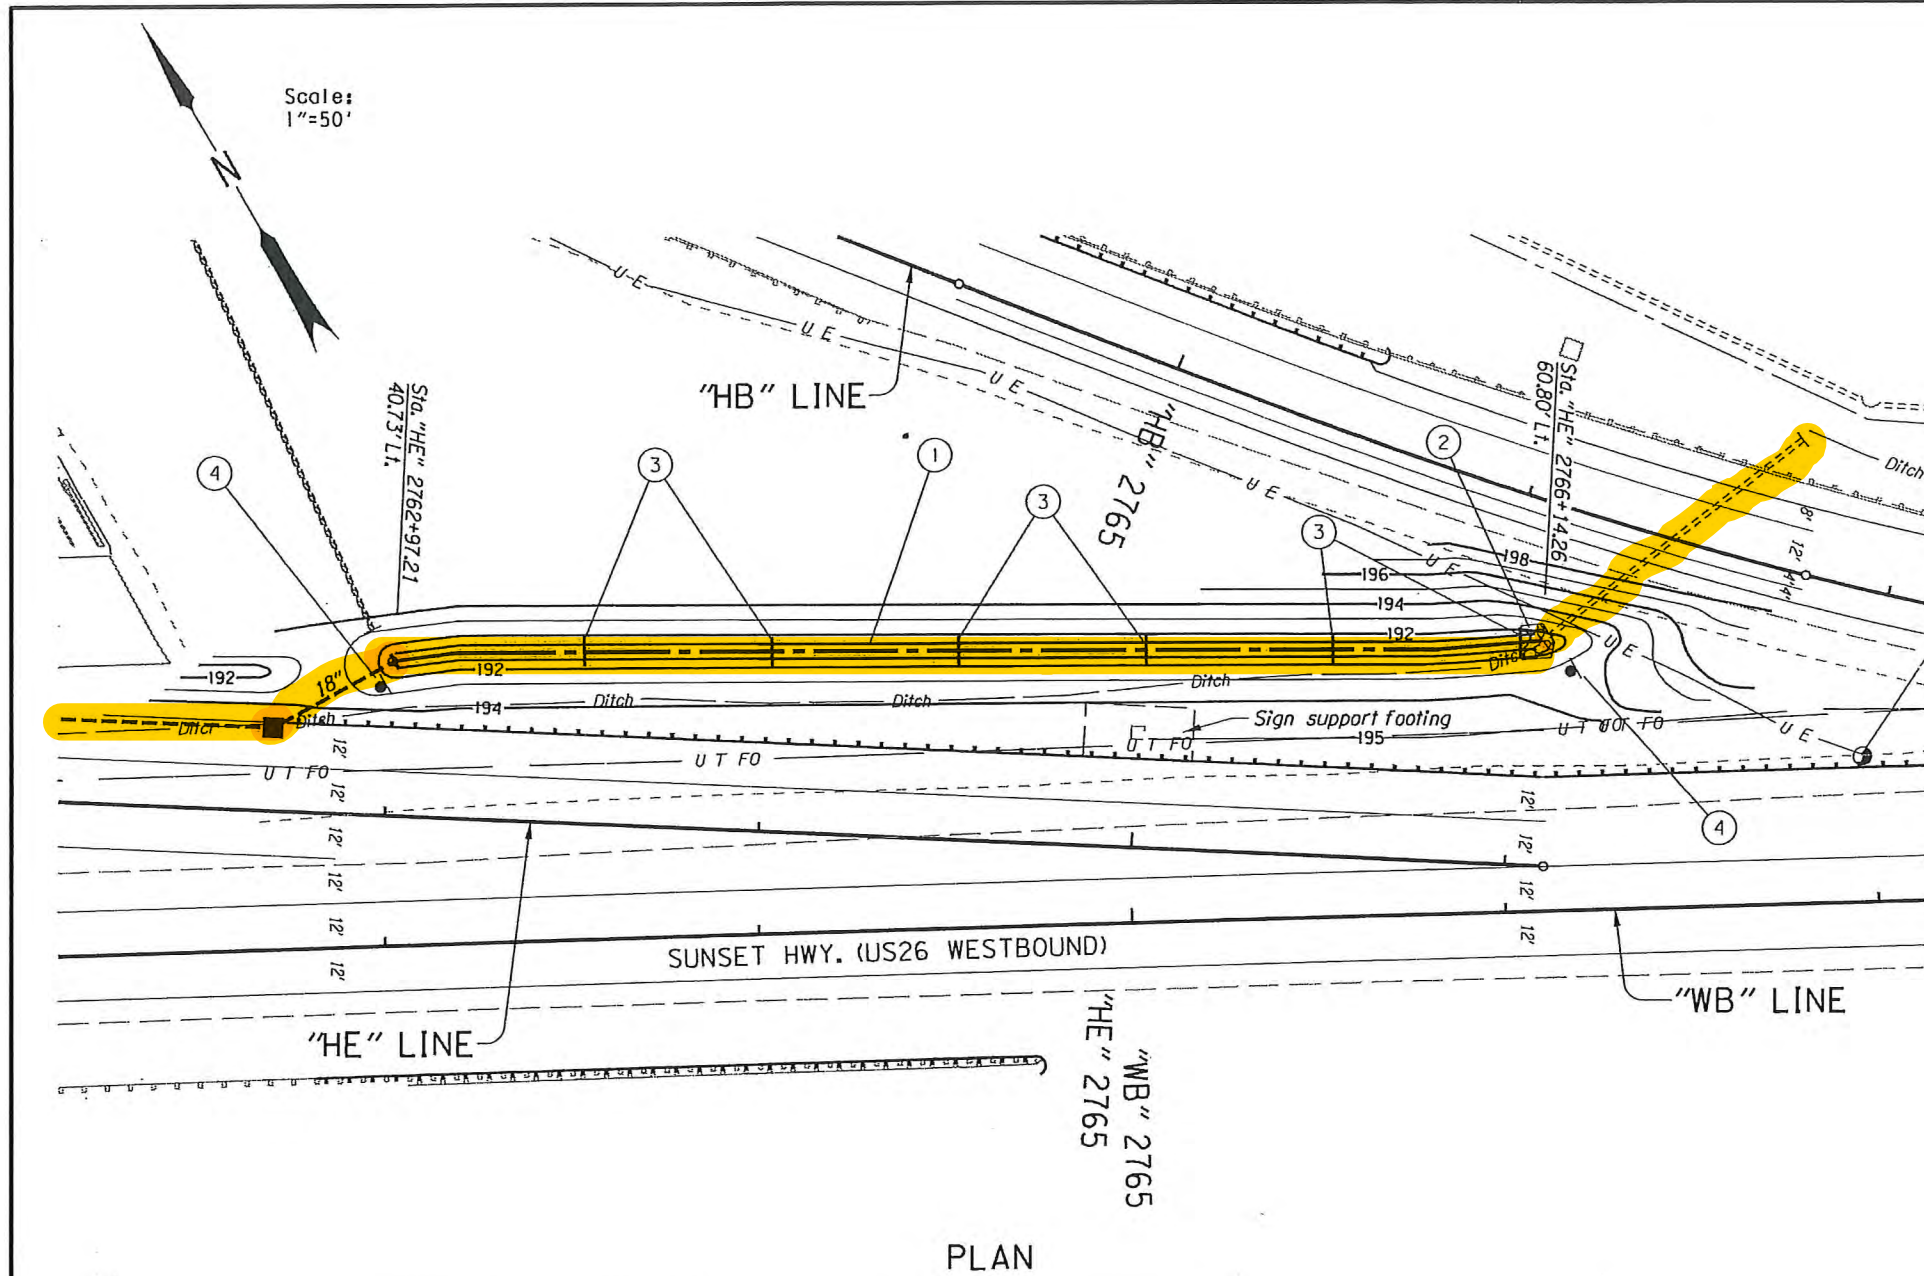 Scale:
1"=50'
N
U E
U E
U E
U E
U E
U E
U E
"HB" LINE
"HB" 2765
Sta. "HE" 2762+97.21
40.73' Lt.
Sta. "HE" 2766+14.26
60.80' Lt.
4
3
1
3
2
3
4
Ditch
8'
12'
4'
4'
198
196
194
192
192
192
194
195
18"
Ditch
Ditch
Ditch
Ditch
Ditch
Sign support footing
U T FO
U T FO
U T FO
12'
12'
12'
12'
12'
12'
12'
12'
12'
12'
SUNSET HWY. (US26 WESTBOUND)
"HE" LINE
"WB" LINE
"HE" 2765
"WB" 2765
PLAN